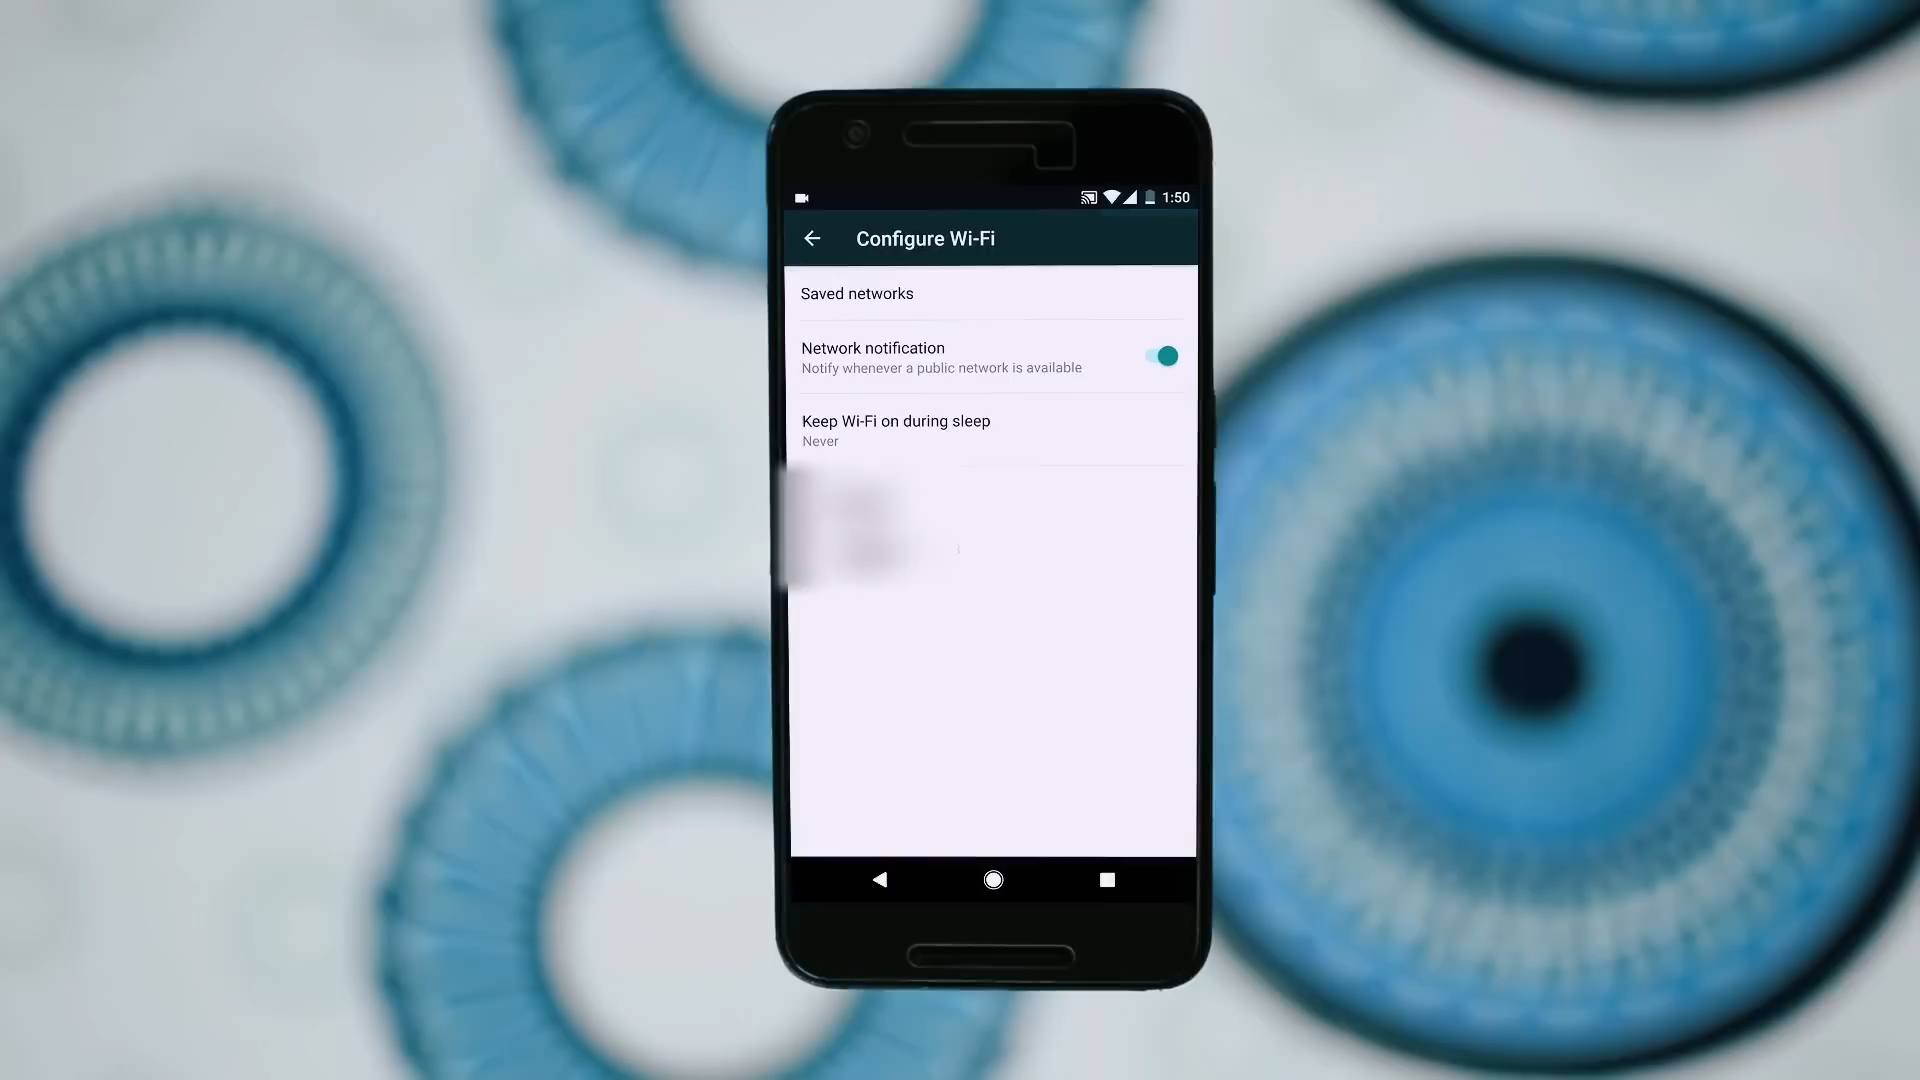 1:50
Configure Wi-Fi
Saved networks
Network notification
Notify whenever a public network is available
Keep Wi-Fi on during sleep
Never